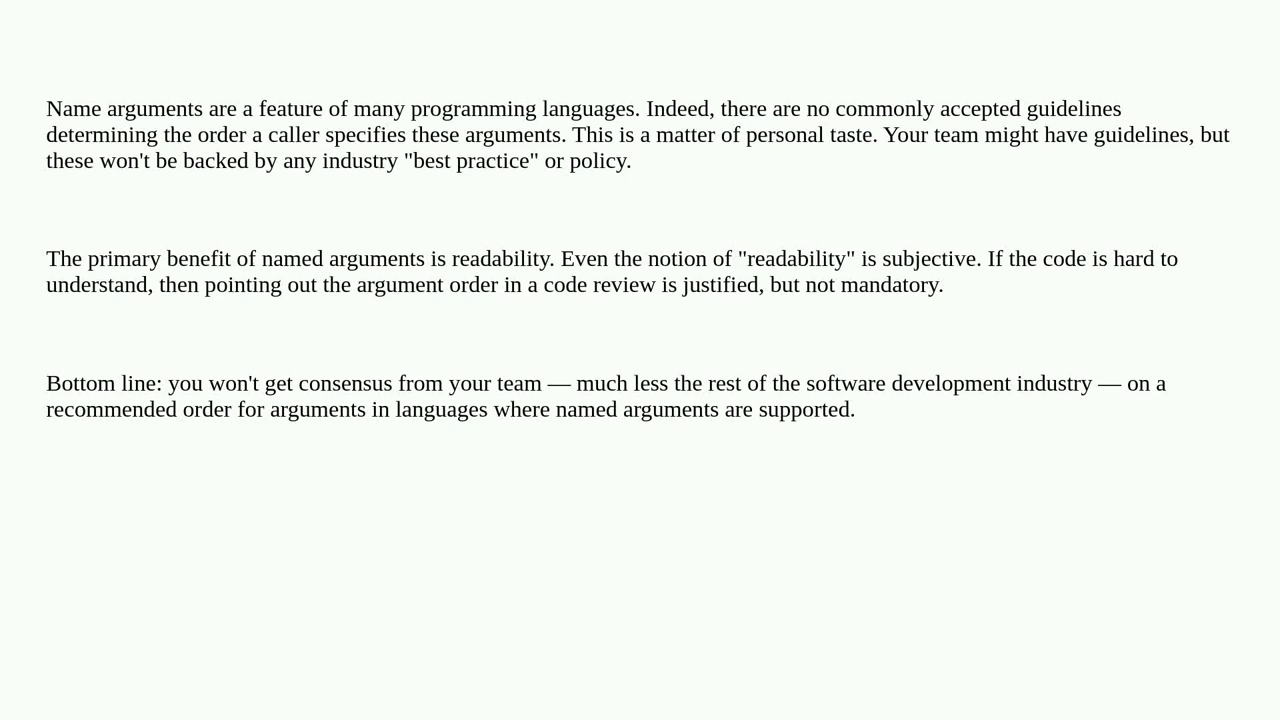 Name arguments are a feature of many programming languages. Indeed, there are no commonly accepted guidelines
determining the order a caller specifies these arguments. This is a matter of personal taste. Your team might have guidelines, but
these won't be backed by any industry "best practice" or policy.
The primary benefit of named arguments is readability. Even the notion of "readability" is subjective. If the code is hard to
understand, then pointing out the argument order in a code review is justified, but not mandatory.
Bottom line: you won't get consensus from your team — much less the rest of the software development industry — on a
recommended order for arguments in languages where named arguments are supported.